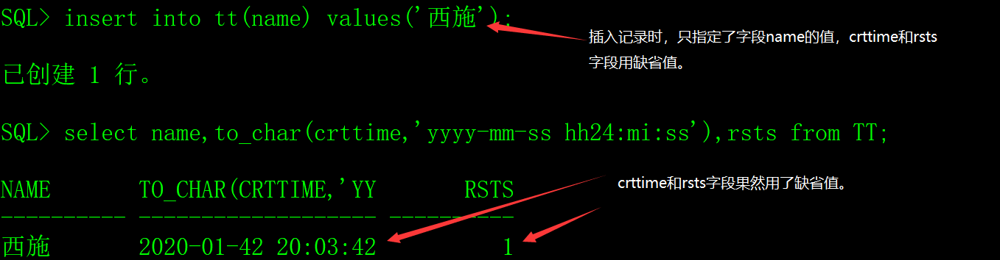 SQL> insert into tt(name) values('西施');
插入记录时，只指定了字段name的值，crttime和rsts
字段用缺省值。
已创建 1 行。
SQL> select name,to_char(crttime,'yyyy-mm-ss hh24:mi:ss'),rsts from TT;
NAME TO_CHAR(CRTTIME,'YY RSTS
crttime和rsts字段果然用了缺省值。
---------- ------------------- ----------
西施 2020-01-42 20:03:42 1